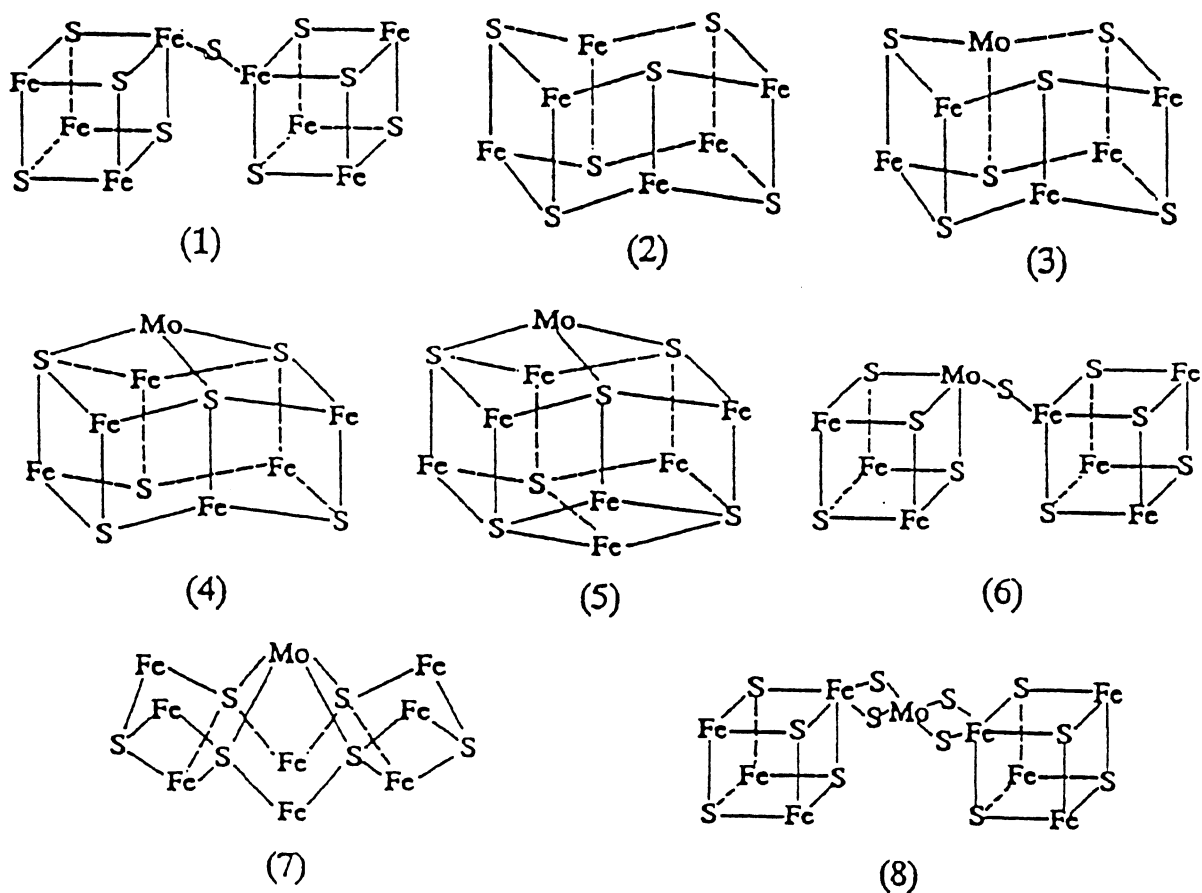 S Fe S S Fe
Fe S Fe S
Fe S Fe S
S Fe S Fe
(1)
S Fe S
Fe S Fe
Fe S Fe
S Fe S
(2)
S Mo S
Fe S Fe
Fe S Fe
S Fe S
(3)
Mo
S Fe S
Fe S Fe
Fe S Fe
S Fe S
(4)
Mo
S Fe S
Fe S Fe
Fe S Fe
S Fe S
Fe
(5)
S Mo S S Fe
Fe S Fe S
Fe S Fe S
S Fe S Fe
(6)
Fe Mo Fe
S S
Fe Fe
S S S S
Fe Fe Fe
Fe
(7)
S Fe S S S Fe
Fe S S Mo S Fe S
Fe S Fe S
S Fe S Fe
(8)